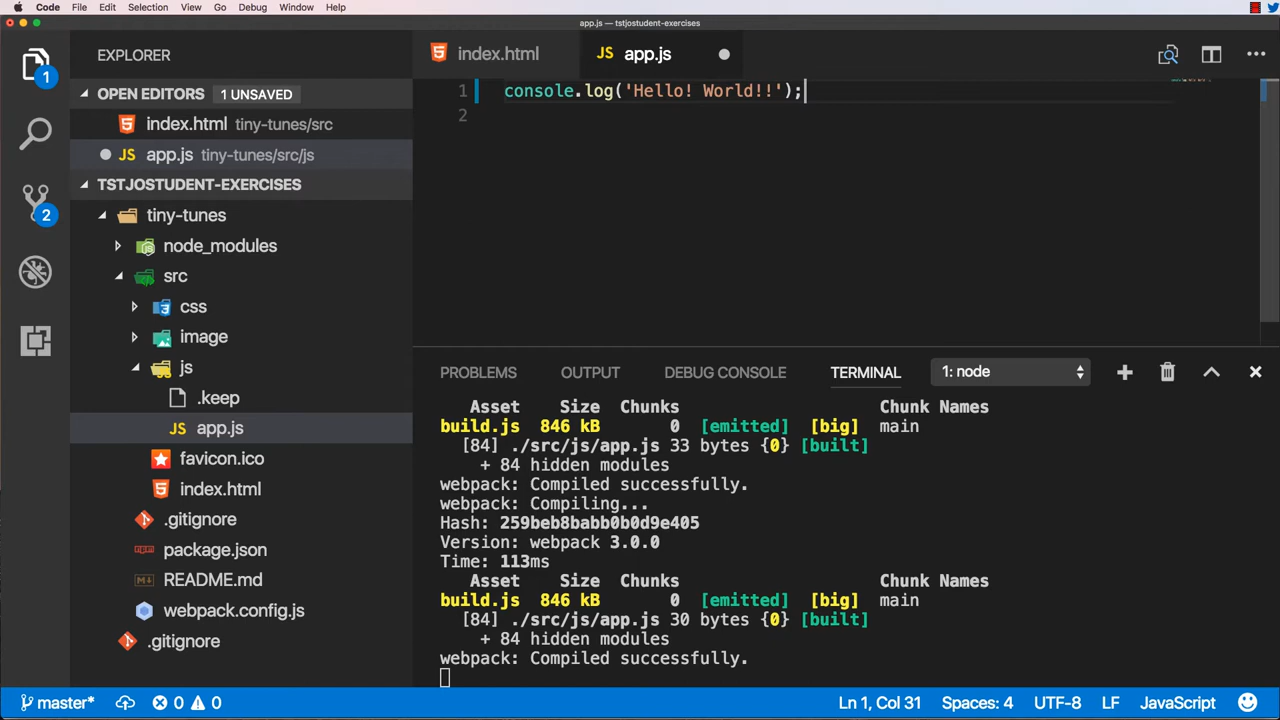 Code File Edit Selection View Go Debug Window Help
app.js — tstjostudent-exercises
EXPLORER
OPEN EDITORS 1 UNSAVED
index.html tiny-tunes/src
JS app.js tiny-tunes/src/js
TSTJOSTUDENT-EXERCISES
tiny-tunes
node_modules
src
css
image
js
.keep
JS app.js
favicon.ico
index.html
.gitignore
package.json
README.md
webpack.config.js
.gitignore
1
2
index.html JS app.js
1 console.log('Hello! World!!');
2
PROBLEMS OUTPUT DEBUG CONSOLE TERMINAL 1: node
Asset Size Chunks Chunk Names
build.js 846 kB 0 [emitted] [big] main
[84] ./src/js/app.js 33 bytes {0} [built]
+ 84 hidden modules
webpack: Compiled successfully.
webpack: Compiling...
Hash: 259beb8babb0b0d9e405
Version: webpack 3.0.0
Time: 113ms
Asset Size Chunks Chunk Names
build.js 846 kB 0 [emitted] [big] main
[84] ./src/js/app.js 30 bytes {0} [built]
+ 84 hidden modules
webpack: Compiled successfully.
master* 0 0 Ln 1, Col 31 Spaces: 4 UTF-8 LF JavaScript